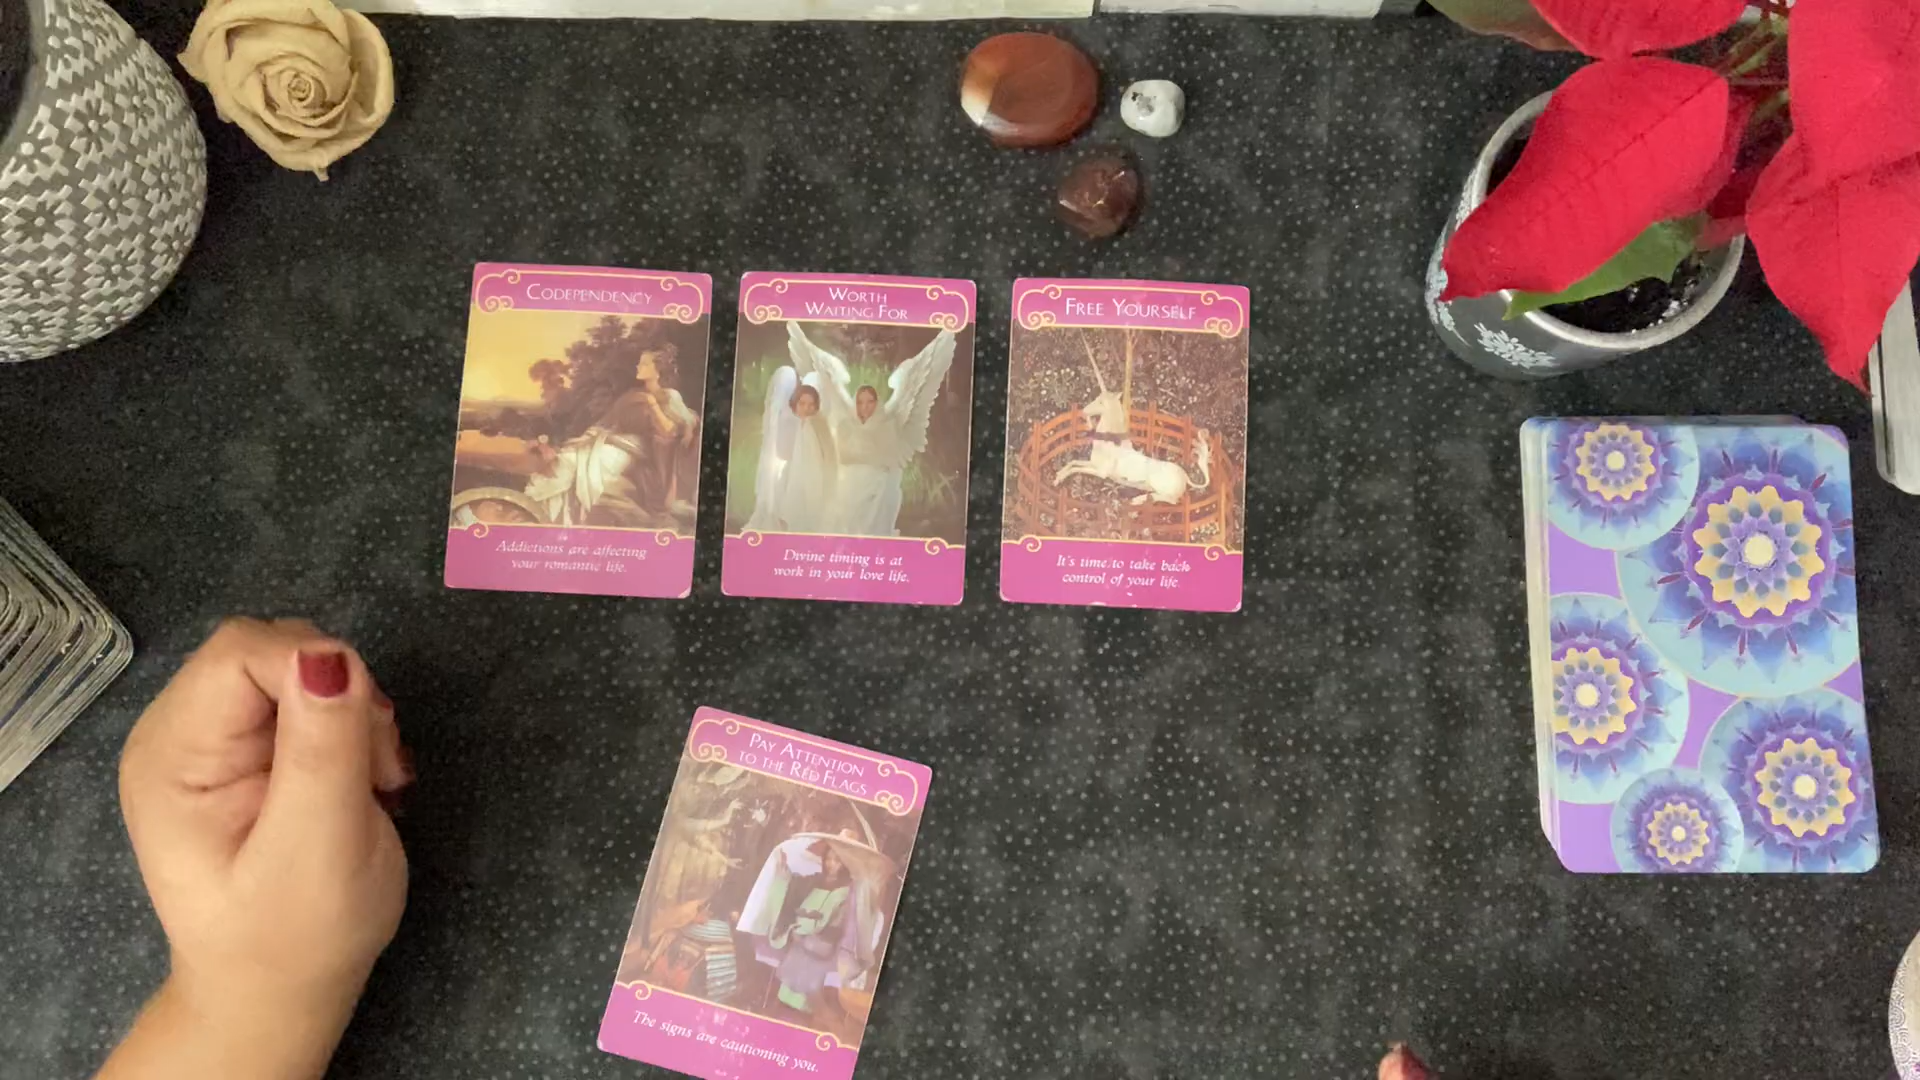 CODEPENDENCY
Addictions are affecting
your romantic life.
WORTH
WAITING FOR
Divine timing is at
work in your love life.
FREE YOURSELF
It's time to take back
control of your life.
PAY ATTENTION
TO THE RED FLAGS
The signs are cautioning you.